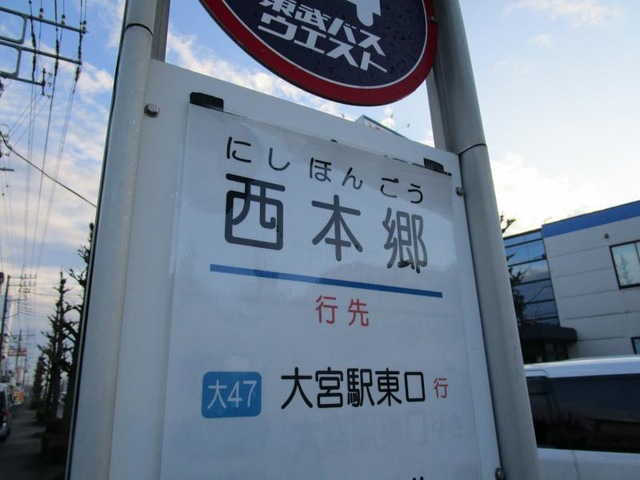 東武バス
ウエスト
にしほんごう
西本郷
行先
大47 大宮駅東口 行